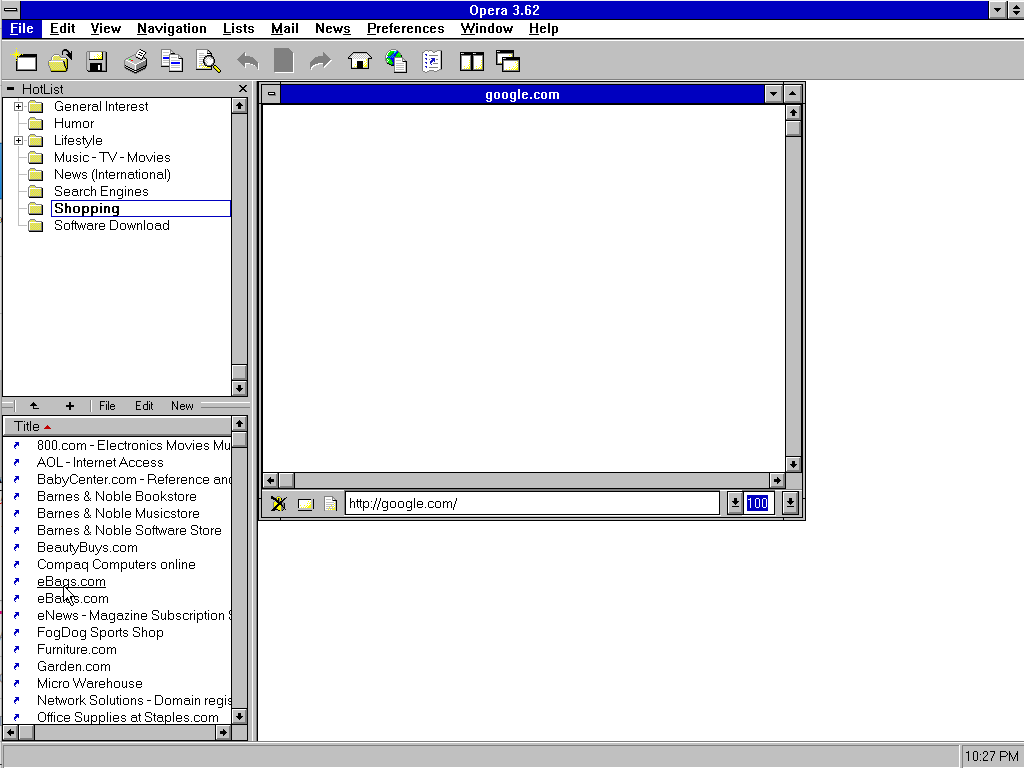 Opera 3.62
File Edit View Navigation Lists Mail News Preferences Window Help
HotList
General Interest
Humor
Lifestyle
Music - TV - Movies
News (International)
Search Engines
Shopping
Software Download
File Edit New
Title
800.com - Electronics Movies Mu
AOL - Internet Access
BabyCenter.com - Reference and
Barnes & Noble Bookstore
Barnes & Noble Musicstore
Barnes & Noble Software Store
BeautyBuys.com
Compaq Computers online
eBags.com
eNews - Magazine Subscription S
FogDog Sports Shop
Furniture.com
Garden.com
Micro Warehouse
Network Solutions - Domain regis
Office Supplies at Staples.com
google.com
http://google.com/
100
10:27 PM